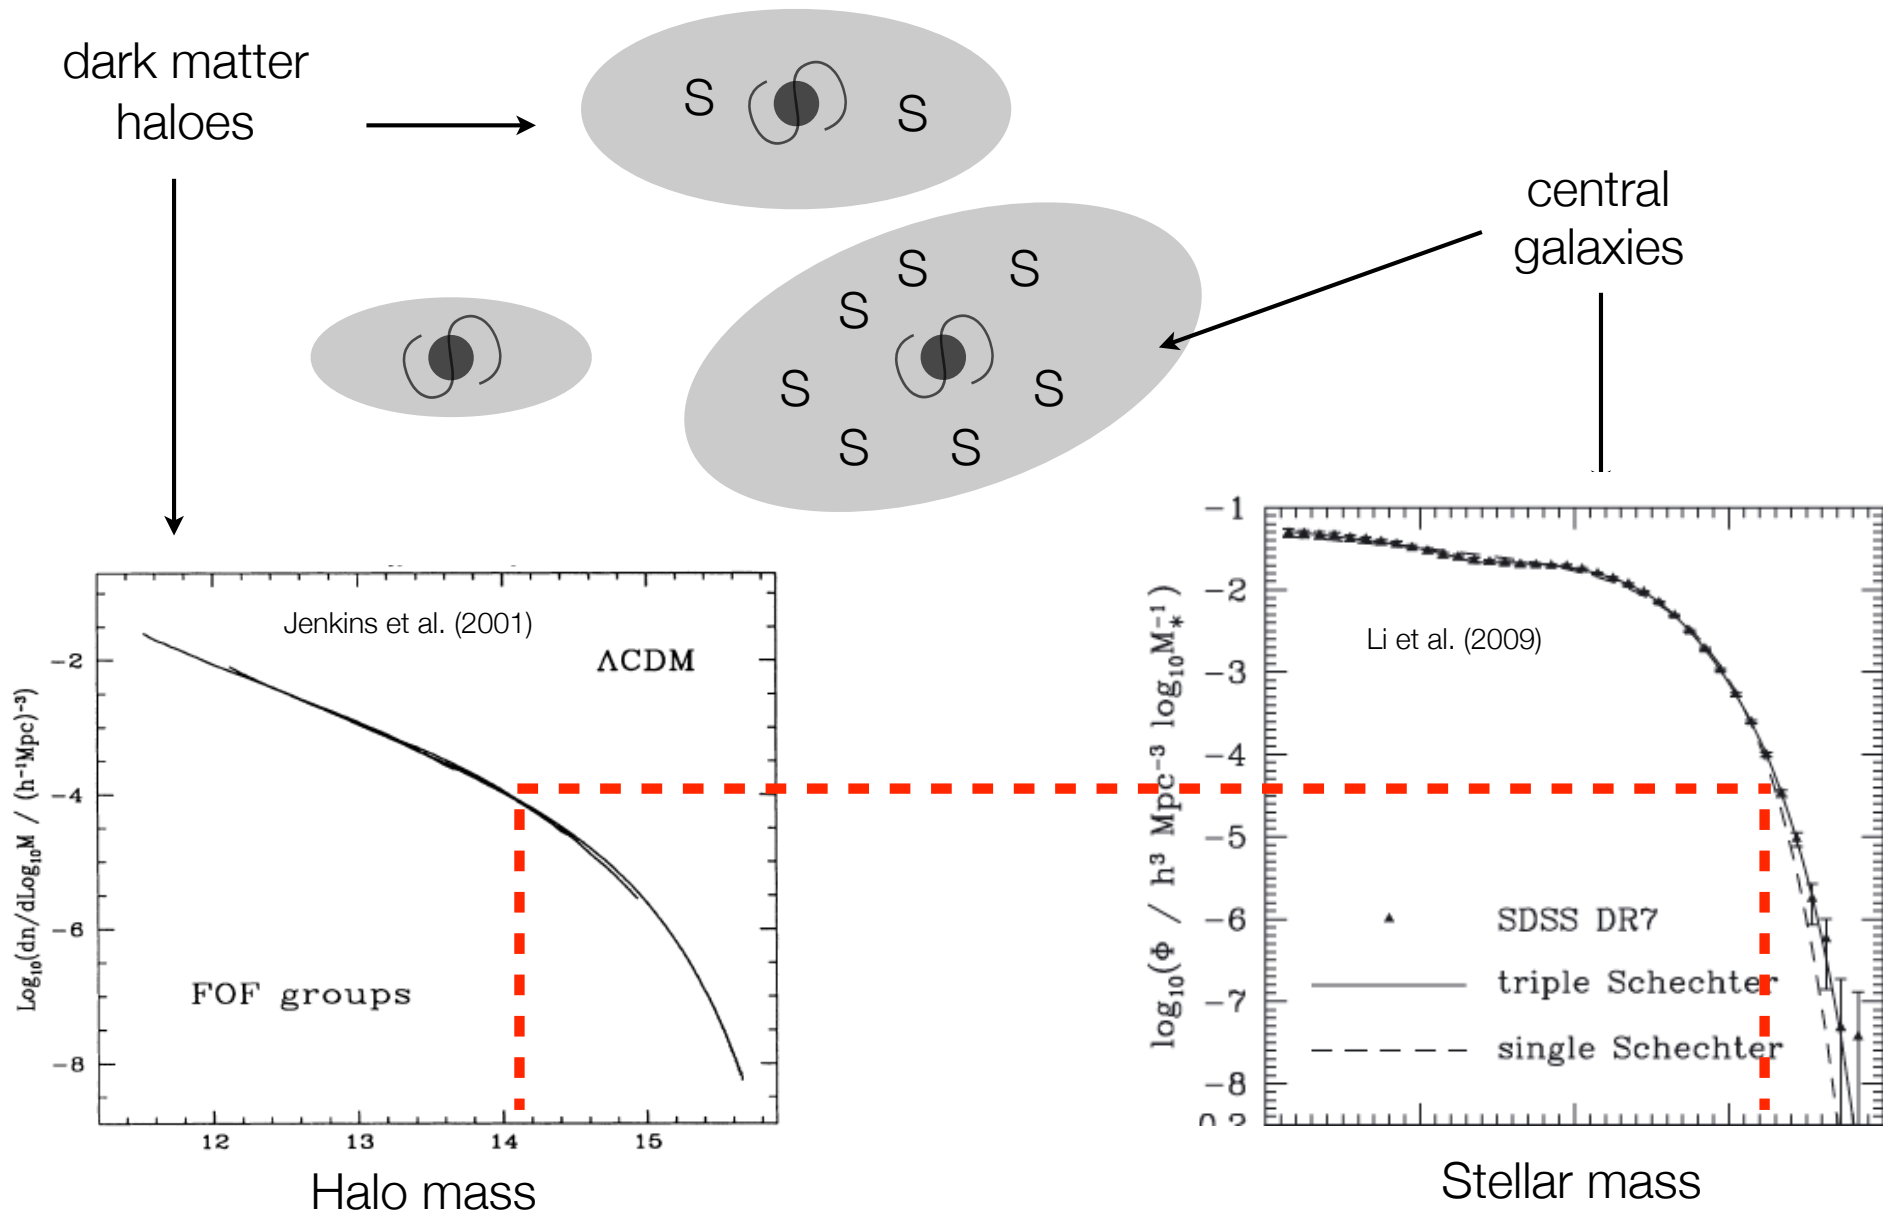 dark matter
haloes
S
S
central
galaxies
S
S
S
S
S
S
S
Jenkins et al. (2001)
ΛCDM
FOF groups
Log₁₀(dn/dLog₁₀M / (h⁻¹Mpc)⁻³)
−2
−4
−6
−8
12
13
14
15
Halo mass
Li et al. (2009)
log₁₀(Φ / h³ Mpc⁻³ log₁₀M∗⁻¹)
−1
−2
−3
−4
−5
−6
−7
−8
SDSS DR7
triple Schechter
single Schechter
Stellar mass